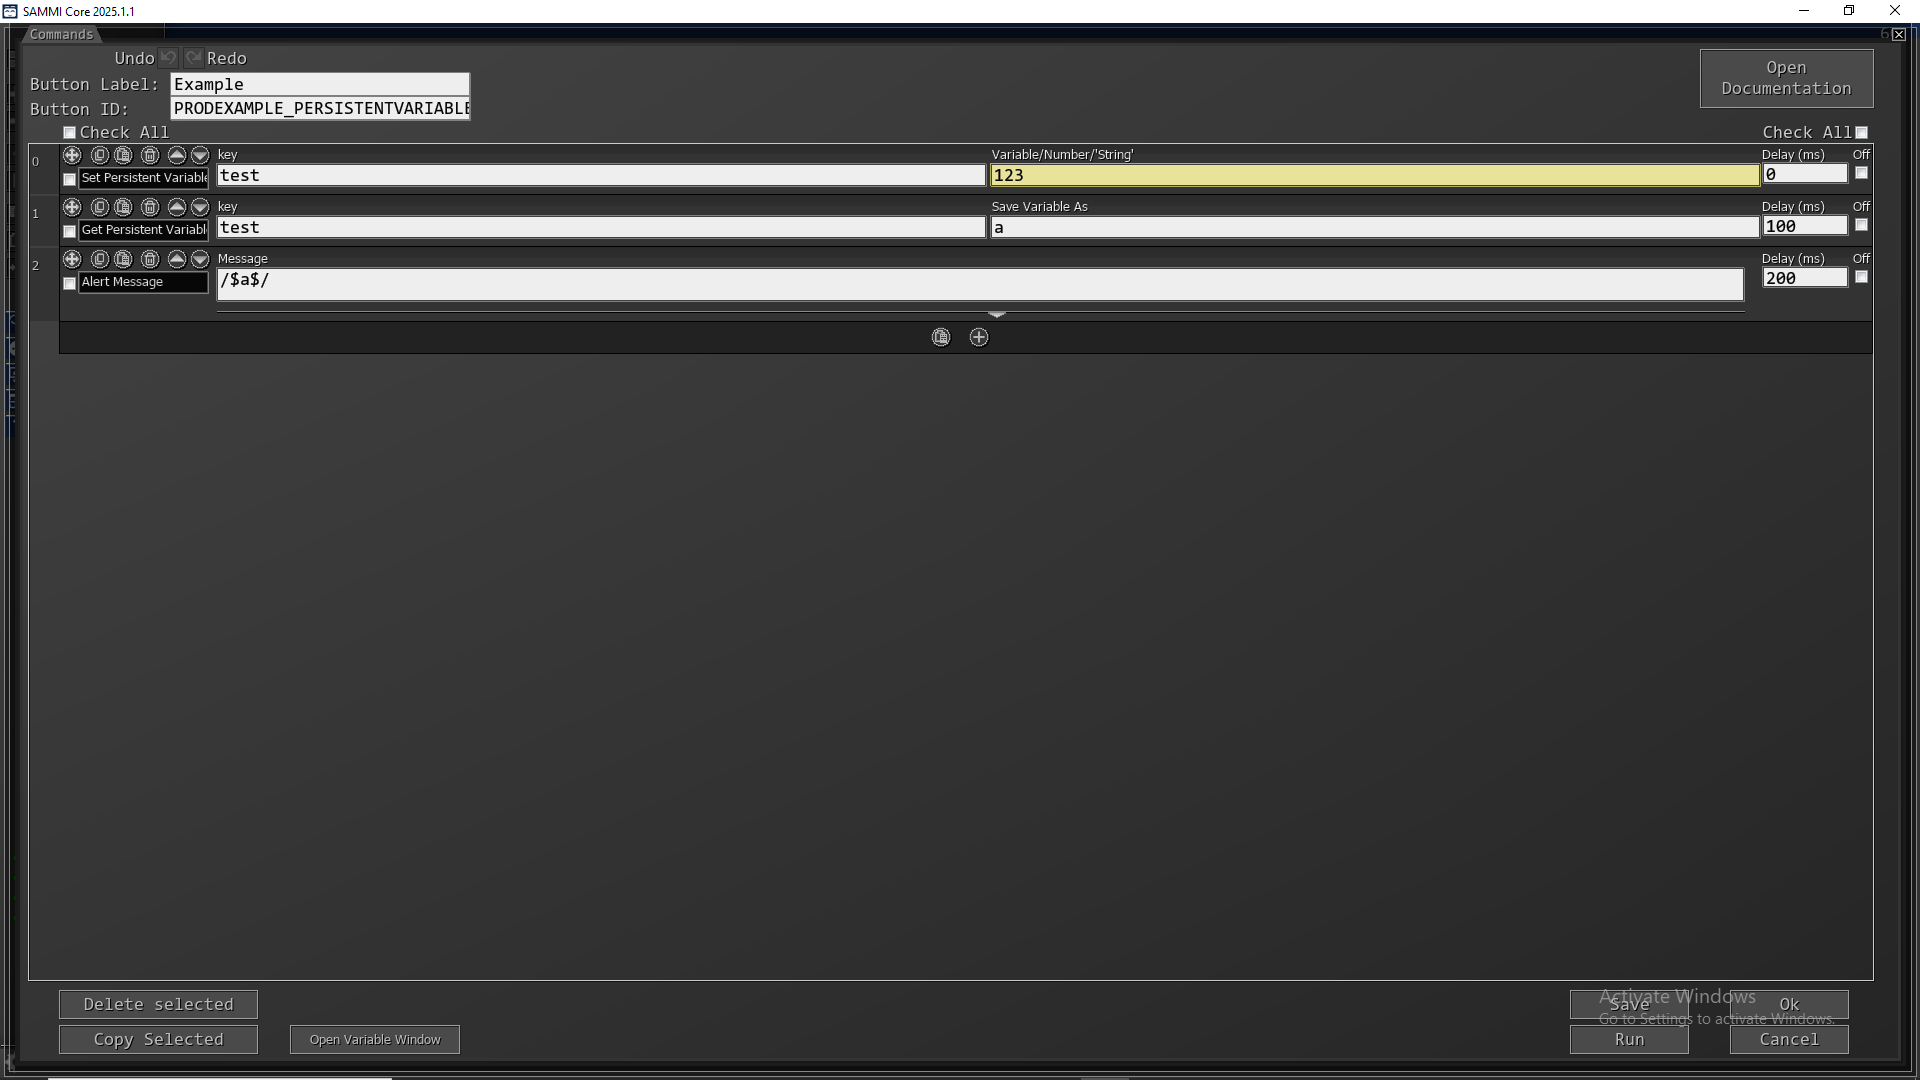 SAMMI Core 2025.1.1
Commands
Undo Redo
Button Label: Example
Button ID: PRODEXAMPLE_PERSISTENTVARIABLE
Open
Documentation
Check All
Check All
0
key
Variable/Number/'String'
Delay (ms)
Off
Set Persistent Variable
test
123
0
1
key
Save Variable As
Delay (ms)
Off
Get Persistent Variabl
test
a
100
2
Message
Delay (ms)
Off
Alert Message
/$a$/
200
Delete selected
Copy Selected
Open Variable Window
Save
Ok
Run
Cancel
Activate Windows
Go to Settings to activate Windows.